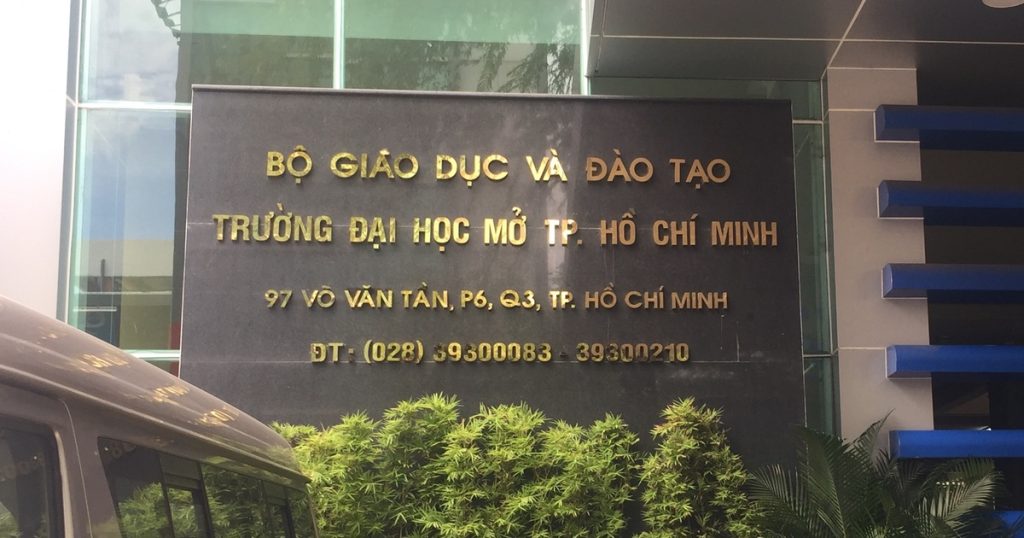 BỘ GIÁO DỤC VÀ ĐÀO TẠO
TRƯỜNG ĐẠI HỌC MỞ TP. HỒ CHÍ MINH
97 VÕ VĂN TẦN, P6, Q3, TP. HỒ CHÍ MINH
ĐT: (028) 39300083 - 39300210